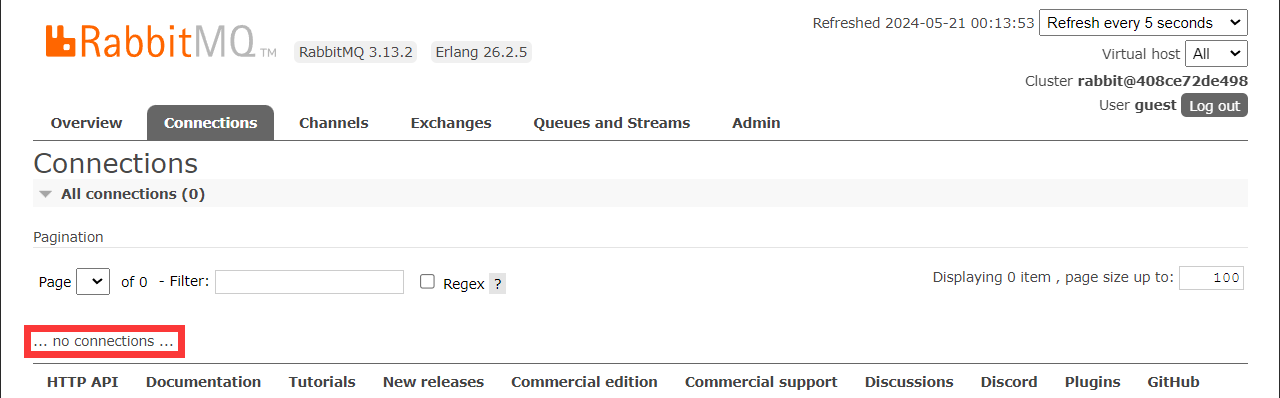 RabbitMQ TM RabbitMQ 3.13.2 Erlang 26.2.5
Refreshed 2024-05-21 00:13:53 Refresh every 5 seconds
Virtual host All
Cluster rabbit@408ce72de498
User guest Log out
Overview Connections Channels Exchanges Queues and Streams Admin
Connections
All connections (0)
Pagination
Page of 0 - Filter: Regex ? Displaying 0 item , page size up to: 100
... no connections ...
HTTP API Documentation Tutorials New releases Commercial edition Commercial support Discussions Discord Plugins GitHub